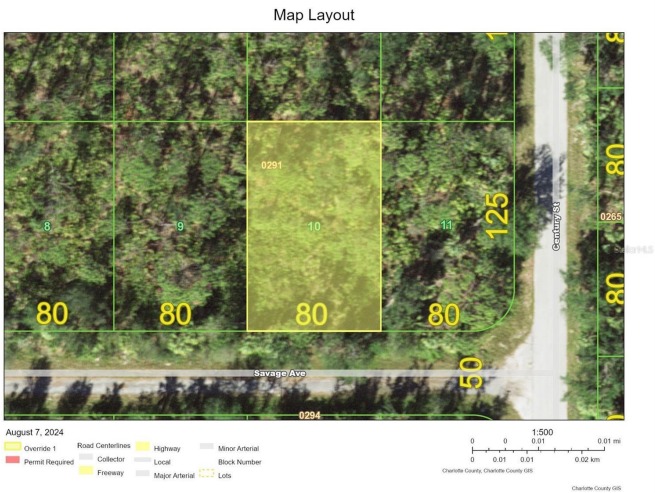 Map Layout
0291
8
9
10
11
125
80
80
80
80
80
80
0265
Century St
50
Savage Ave
0294
August 7, 2024
Override 1
Permit Required
Road Centerlines
Collector
Freeway
Highway
Local
Major Arterial
Minor Arterial
Block Number
Lots
1:500
0 0 0.01 0.01 mi
0 0.01 0.01 0.02 km
Charlotte County, Charlotte County GIS
Charlotte County GIS